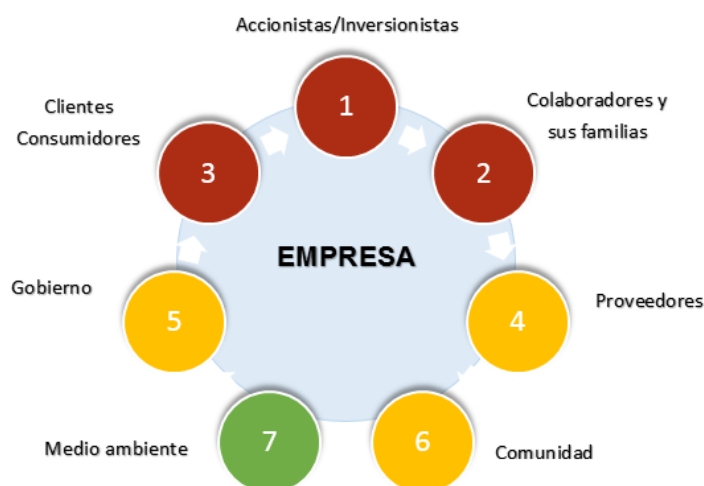 Accionistas/Inversionistas
1
Clientes
Consumidores
Colaboradores y
sus familias
3
2
EMPRESA
Gobierno
5
4
Proveedores
Medio ambiente
7
6
Comunidad